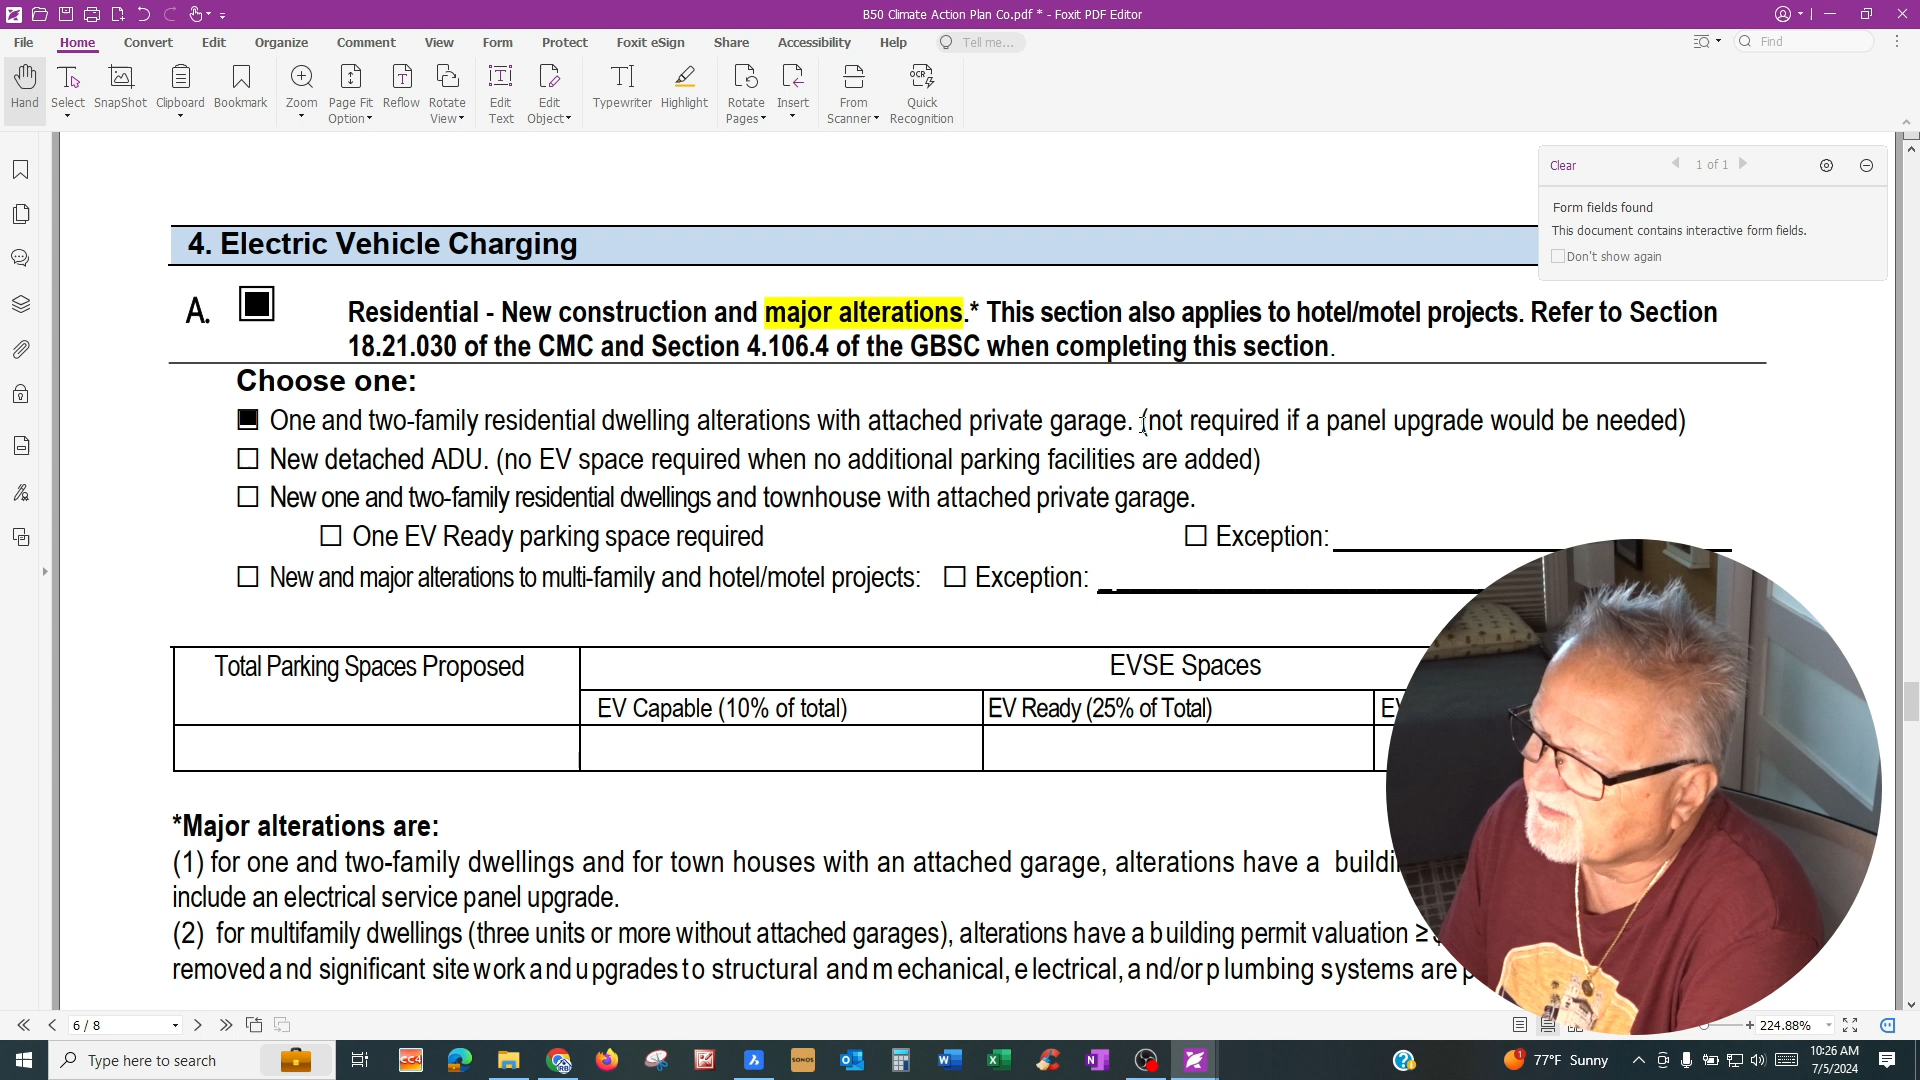 B50 Climate Action Plan Co.pdf * - Foxit PDF Editor
File Home Convert Edit Organize Comment View Form Protect Foxit eSign Share Accessibility Help Tell me... Find
Hand Select SnapShot Clipboard Bookmark Zoom Page Fit Option Reflow Rotate View Edit Text Edit Object Typewriter Highlight Rotate Pages Insert From Scanner Quick Recognition
OCR
Clear 1 of 1
Form fields found
This document contains interactive form fields.
Don't show again
4. Electric Vehicle Charging
A. Residential - New construction and major alterations.* This section also applies to hotel/motel projects. Refer to Section
18.21.030 of the CMC and Section 4.106.4 of the GBSC when completing this section.
Choose one:
One and two-family residential dwelling alterations with attached private garage. (not required if a panel upgrade would be needed)
New detached ADU. (no EV space required when no additional parking facilities are added)
New one and two-family residential dwellings and townhouse with attached private garage.
One EV Ready parking space required Exception:
New and major alterations to multi-family and hotel/motel projects: Exception:
Total Parking Spaces Proposed EVSE Spaces
EV Capable (10% of total) EV Ready (25% of Total)
*Major alterations are:
(1) for one and two-family dwellings and for town houses with an attached garage, alterations have a
include an electrical service panel upgrade.
(2) for multifamily dwellings (three units or more without attached garages), alterations have a building permit valuation ≥
removed and significant site work and upgrades to structural and mechanical, electrical, and/or plumbing systems are
6 / 8 224.88%
Type here to search CC4 SONOS 1 77°F Sunny 10:26 AM
7/5/2024